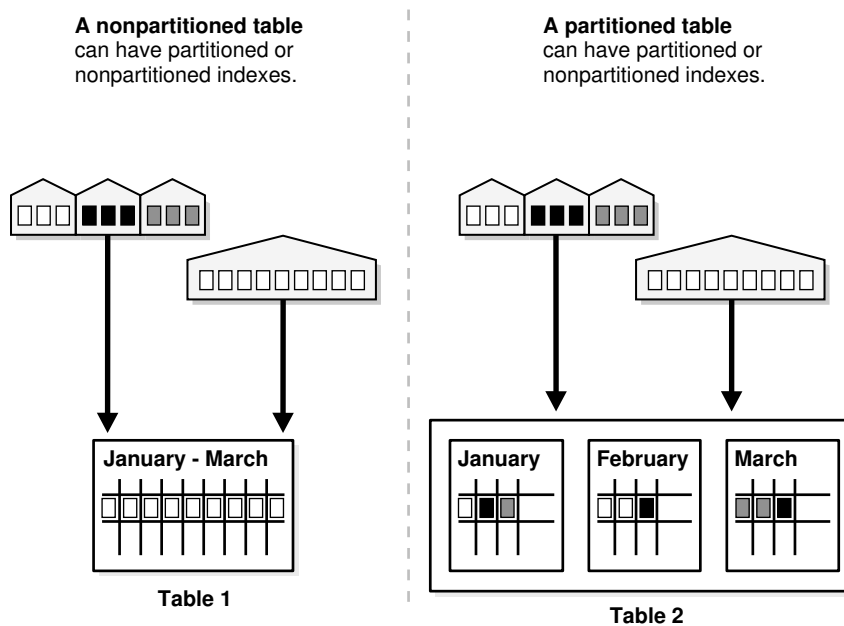 A nonpartitioned table
can have partitioned or
nonpartitioned indexes.
A partitioned table
can have partitioned or
nonpartitioned indexes.
January - March
Table 1
January
February
March
Table 2